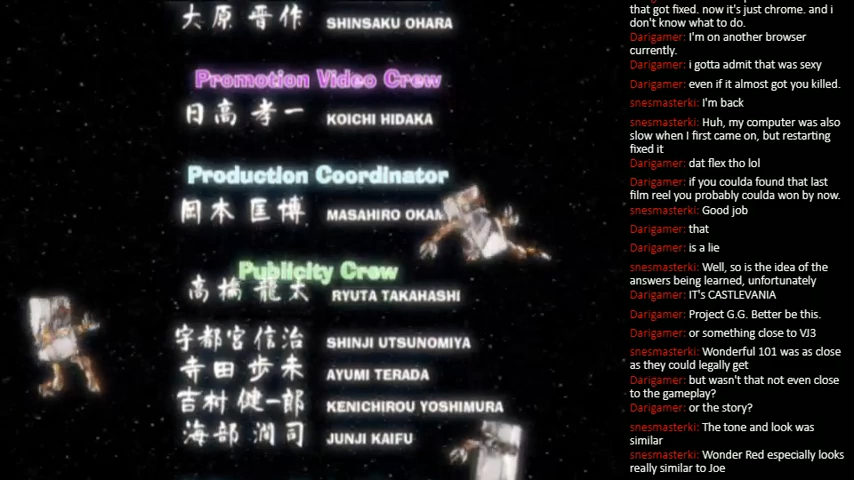 大原晋作 SHINSAKU OHARA
Promotion Video Crew
日高孝一 KOICHI HIDAKA
Production Coordinator
岡本匡博 MASAHIRO
Publicity Crew
高橋龍太 RYUTA TAKAHASHI
宇都宮信治 SHINJI UTSUNOMIYA
寺田歩未 AYUMI TERADA
吉村健一郎 KENICHIROU YOSHIMURA
海部潤司 JUNJI KAIFU
that got fixed. now it's just chrome. and i
don't know what to do.
Darigamer: I'm on another browser
currently.
Darigamer: i gotta admit that was sexy
Darigamer: even if it almost got you killed.
snesmasterki: I'm back
snesmasterki: Huh, my computer was also
slow when I first came on, but restarting
fixed it
Darigamer: dat flex tho lol
Darigamer: if you coulda found that last
film reel you probably coulda won by now.
snesmasterki: Good job
Darigamer: that
Darigamer: is a lie
snesmasterki: Well, so is the idea of the
answers being learned, unfortunately
Darigamer: IT's CASTLEVANIA
Darigamer: Project G.G. Better be this.
Darigamer: or something close to VJ3
snesmasterki: Wonderful 101 was as close
as they could legally get
Darigamer: but wasn't that not even close
to the gameplay?
Darigamer: or the story?
snesmasterki: The tone and look was
similar
snesmasterki: Wonder Red especially looks
really similar to Joe